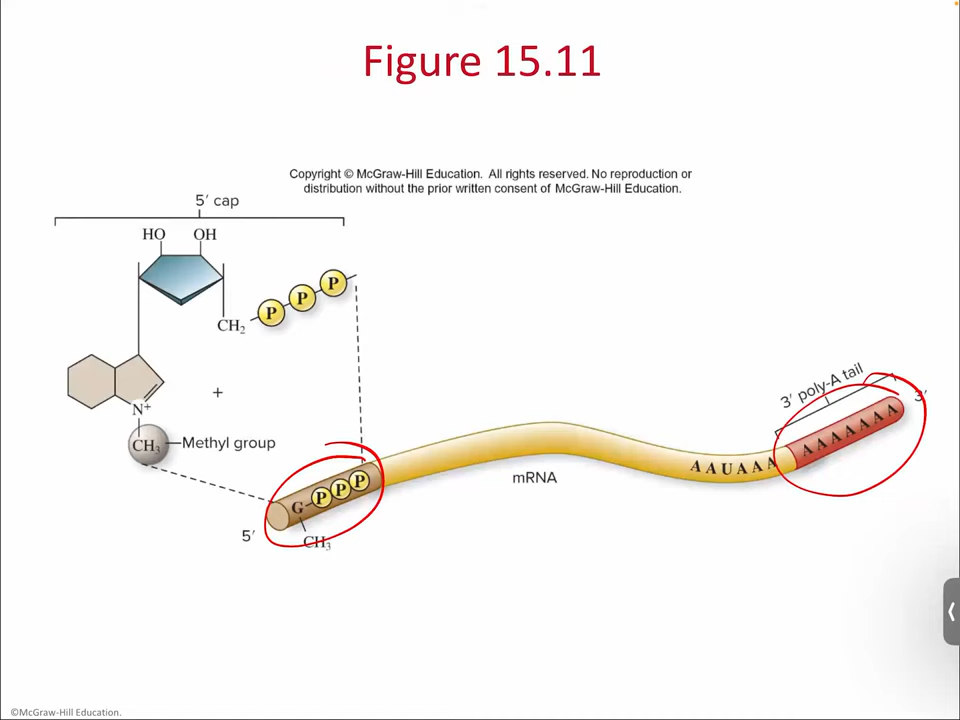 Figure 15.11
Copyright © McGraw-Hill Education. All rights reserved. No reproduction or
distribution without the prior written consent of McGraw-Hill Education.
5′ cap
HO OH
P P P
CH₂
+
N⁺
CH₃ Methyl group
3′ poly-A tail
3′
A A A A A A A
A A U A A A
mRNA
G P P P
5′
CH₃
©McGraw-Hill Education.